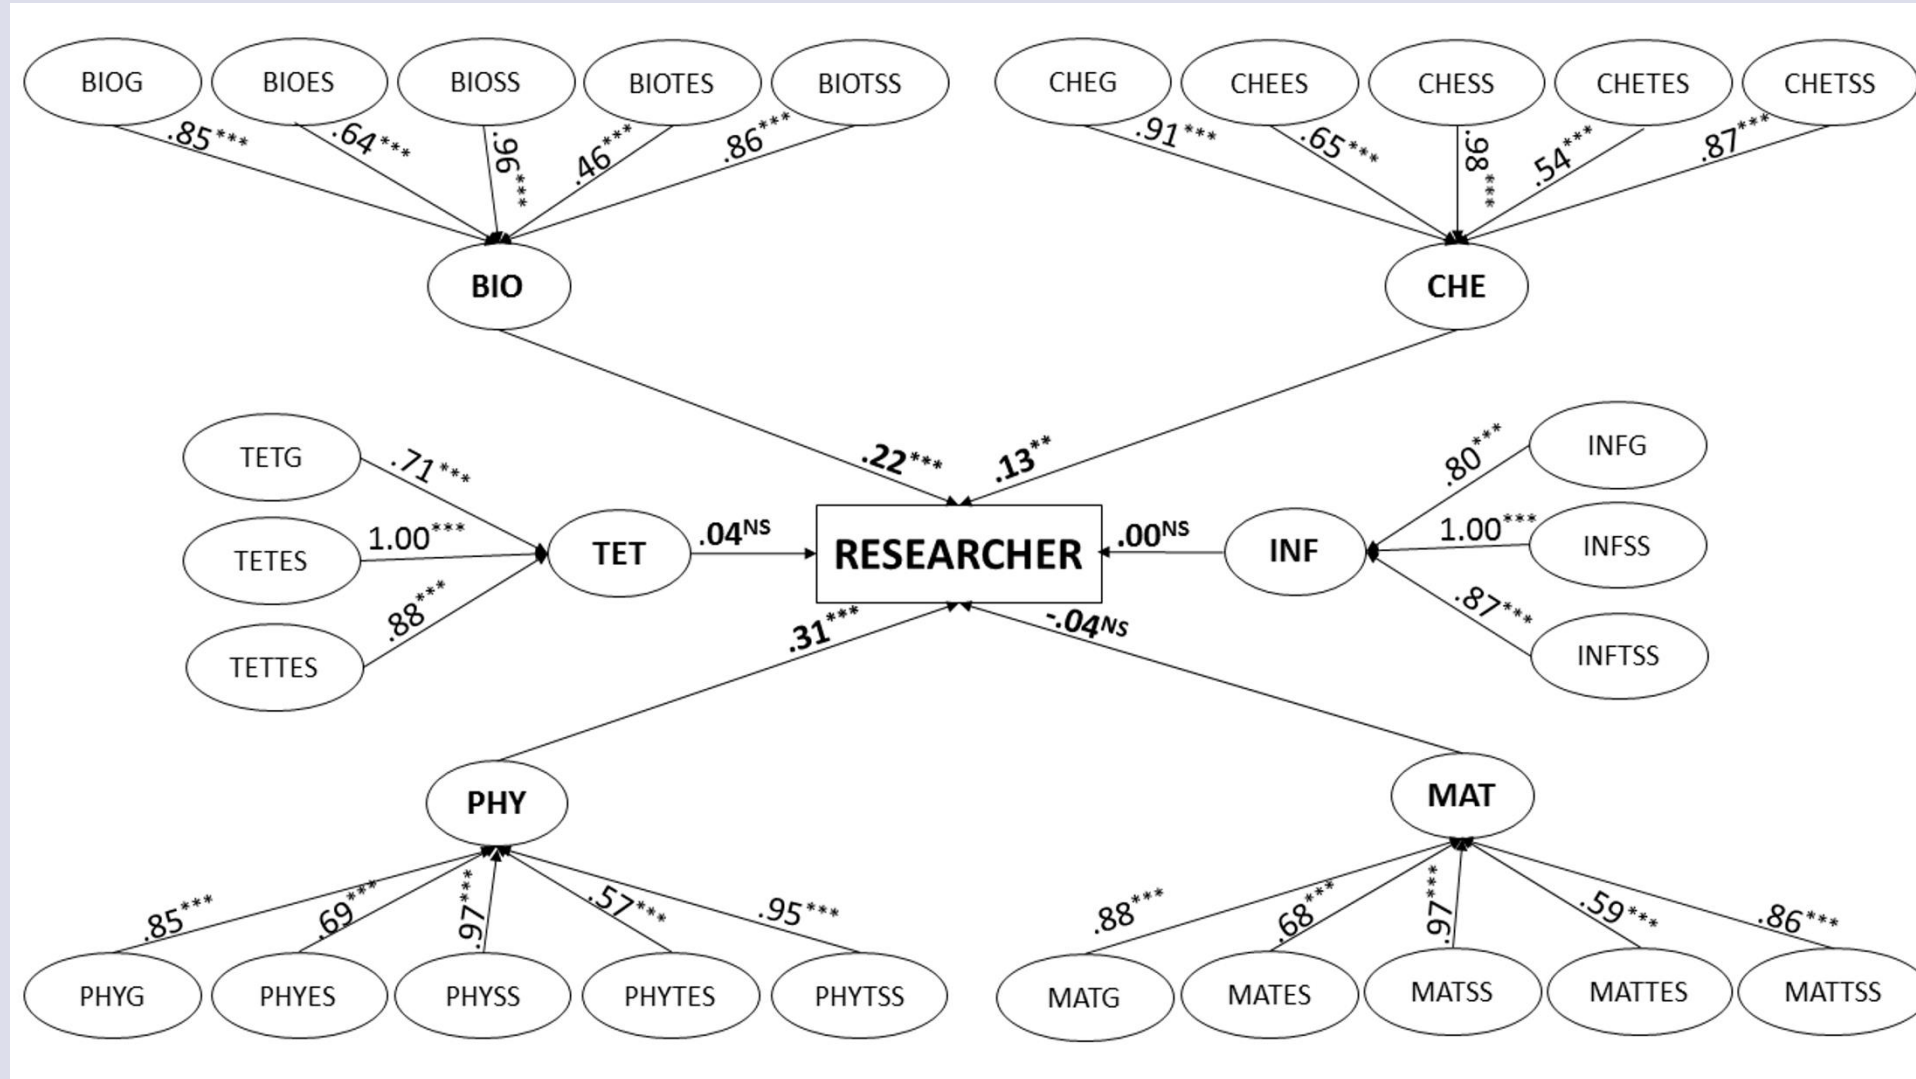 BIOG BIOES BIOSS BIOTES BIOTSS CHEG CHEES CHESS CHETES CHETSS
.85*** .64*** .96*** .46*** .86*** .91*** .65*** .98*** .54*** .87***
BIO CHE
.22*** .13**
TETG .71*** .80*** INFG
TETES 1.00*** TET .04NS RESEARCHER .00NS INF 1.00*** INFSS
TETTES .88*** .87*** INFTSS
.31*** -.04NS
PHY MAT
.85*** .69*** .97*** .57*** .95*** .88*** .68*** .97*** .59*** .86***
PHYG PHYES PHYSS PHYTES PHYTSS MATG MATES MATSS MATTES MATTSS